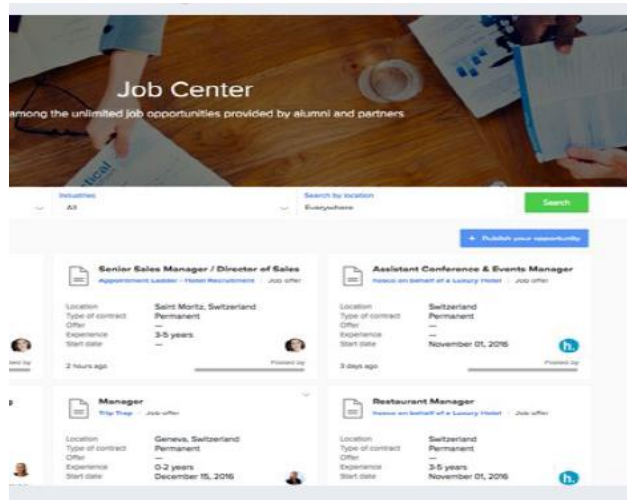 Job Center
among the unlimited job opportunities provided by alumni and partners
Industries
All
Search by location
Everywhere
Search
+ Publish your opportunity
Senior Sales Manager / Director of Sales
Appointment Ladder - Hotel Recruitment Job offer
Location Saint Moritz, Switzerland
Type of contract Permanent
Offer —
Experience 3-5 years
Start date —
2 hours ago Posted by
Assistant Conference & Events Manager
hosco on behalf of a Luxury Hotel Job offer
Location Switzerland
Type of contract Permanent
Offer —
Experience —
Start date November 01, 2016
h.
3 days ago Posted by
Manager
Trip Trap Job offer
Location Geneva, Switzerland
Type of contract Permanent
Offer —
Experience 0-2 years
Start date December 15, 2016
Restaurant Manager
hosco on behalf of a Luxury Hotel Job offer
Location Switzerland
Type of contract Permanent
Offer —
Experience 3-5 years
Start date November 01, 2016
h.